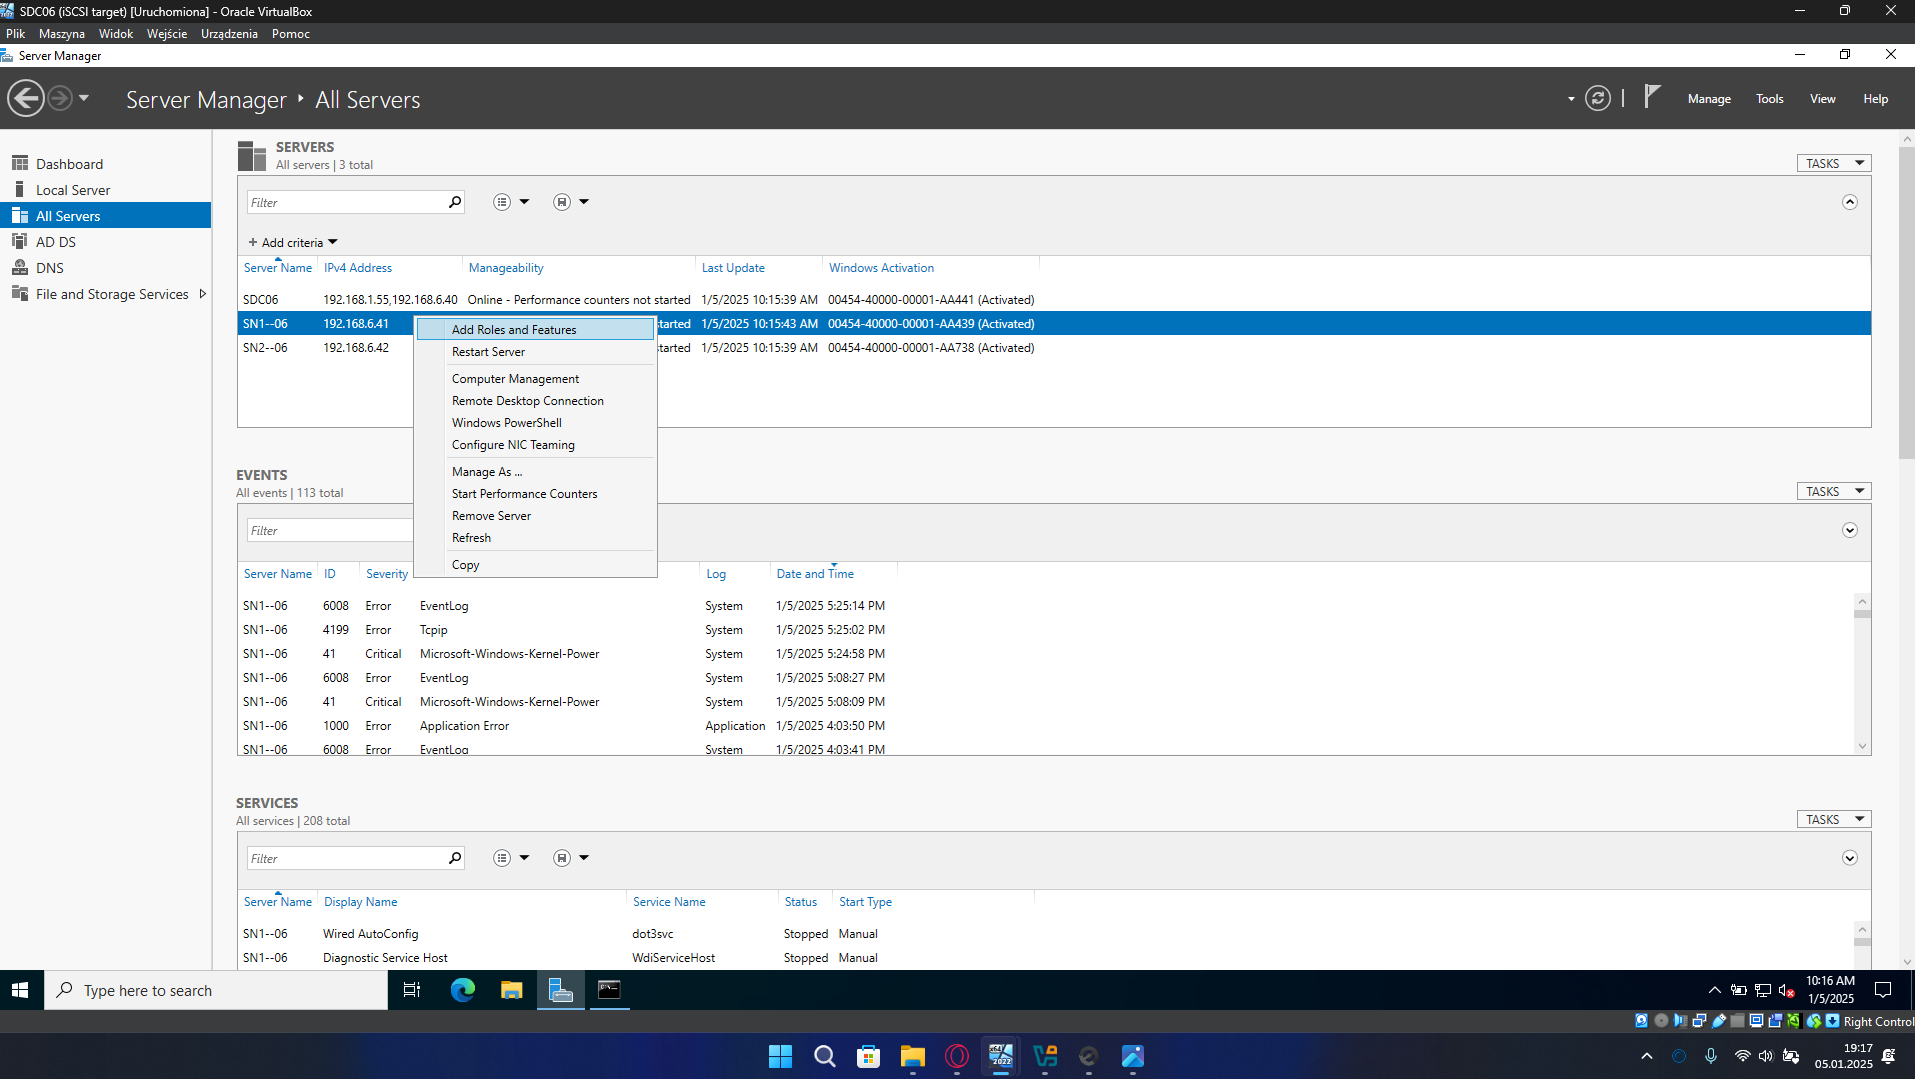 SDC06 (iSCSI target) [Uruchomiona] - Oracle VirtualBox
Plik Maszyna Widok Wejście Urządzenia Pomoc
Server Manager
Server Manager All Servers
Manage Tools View Help
Dashboard
Local Server
All Servers
AD DS
DNS
File and Storage Services
SERVERS
All servers | 3 total
TASKS
Filter
+ Add criteria
Server Name IPv4 Address Manageability Last Update Windows Activation
SDC06 192.168.1.55,192.168.6.40 Online - Performance counters not started 1/5/2025 10:15:39 AM 00454-40000-00001-AA441 (Activated)
SN1--06 192.168.6.41 tarted 1/5/2025 10:15:43 AM 00454-40000-00001-AA439 (Activated)
SN2--06 192.168.6.42 tarted 1/5/2025 10:15:39 AM 00454-40000-00001-AA738 (Activated)
Add Roles and Features
Restart Server
Computer Management
Remote Desktop Connection
Windows PowerShell
Configure NIC Teaming
Manage As ...
Start Performance Counters
Remove Server
Refresh
Copy
EVENTS
All events | 113 total
TASKS
Filter
Server Name ID Severity Log Date and Time
SN1--06 6008 Error EventLog System 1/5/2025 5:25:14 PM
SN1--06 4199 Error Tcpip System 1/5/2025 5:25:02 PM
SN1--06 41 Critical Microsoft-Windows-Kernel-Power System 1/5/2025 5:24:58 PM
SN1--06 6008 Error EventLog System 1/5/2025 5:08:27 PM
SN1--06 41 Critical Microsoft-Windows-Kernel-Power System 1/5/2025 5:08:09 PM
SN1--06 1000 Error Application Error Application 1/5/2025 4:03:50 PM
SN1--06 6008 Error EventLog System 1/5/2025 4:03:41 PM
SERVICES
All services | 208 total
TASKS
Filter
Server Name Display Name Service Name Status Start Type
SN1--06 Wired AutoConfig dot3svc Stopped Manual
SN1--06 Diagnostic Service Host WdiServiceHost Stopped Manual
Type here to search
10:16 AM
1/5/2025
Right Control
19:17
05.01.2025